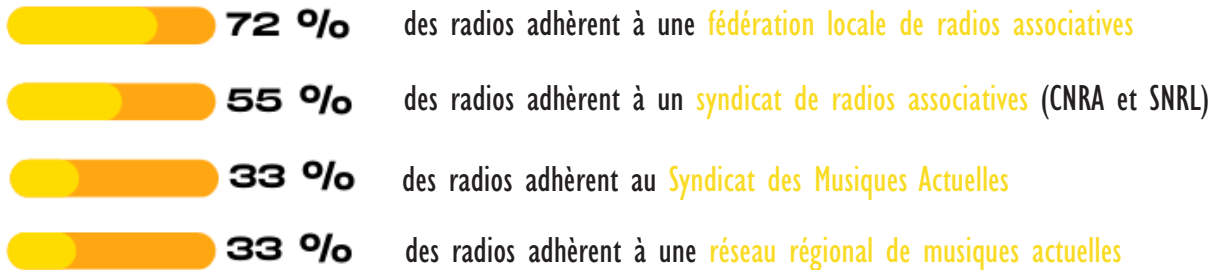 72 % des radios adhèrent à une fédération locale de radios associatives
55 % des radios adhèrent à un syndicat de radios associatives (CNRA et SNRL)
33 % des radios adhèrent au Syndicat des Musiques Actuelles
33 % des radios adhèrent à une réseau régional de musiques actuelles